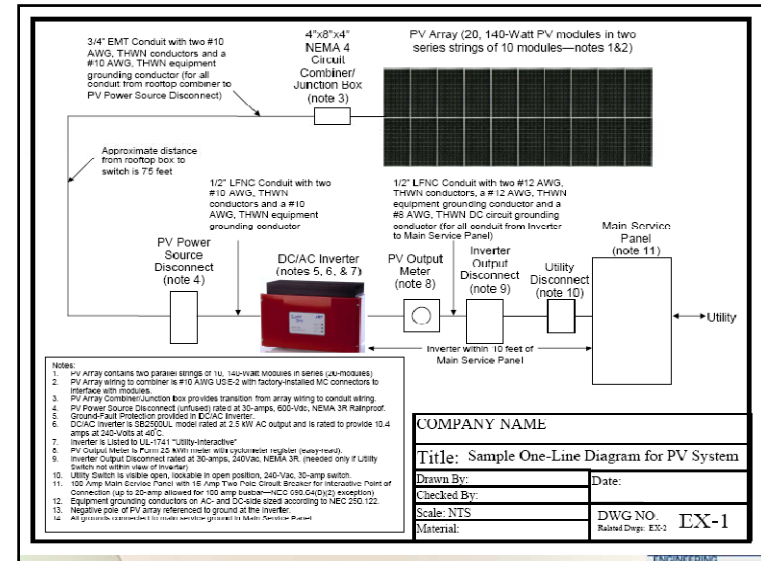 3/4" EMT Conduit with two #10
AWG, THWN conductors and a
#10 AWG, THWN equipment
grounding conductor (for all
conduit from rooftop combiner to
PV Power Source Disconnect)
4"x8"x4"
NEMA 4
Circuit
Combiner/
Junction Box
(note 3)
PV Array (20, 140-Watt PV modules in two
series strings of 10 modules—notes 1&2)
Approximate distance
from rooftop box to
switch is 75 feet
1/2" LFNC Conduit with two
#10 AWG, THWN
conductors and a #10
AWG, THWN equipment
grounding conductor
1/2" LFNC Conduit with two #12 AWG,
THWN conductors, a #12 AWG, THWN
equipment grounding conductor and a
#8 AWG, THWN DC circuit grounding
conductor (for all conduit from Inverter
to Main Service Panel)
PV Power
Source
Disconnect
(note 4)
DC/AC Inverter
(notes 5, 6, & 7)
PV Output
Meter
(note 8)
Inverter
Output
Disconnect
(note 9)
Utility
Disconnect
(note 10)
Main Service
Panel
(note 11)
Utility
Inverter within 10 feet of
Main Service Panel
Notes:
1. PV Array contains two parallel strings of 10, 140-Watt Modules in series (20-modules)
2. PV Array wiring to combiner is #10 AWG USE-2 with factory-installed MC connectors to
interface with modules.
3. PV Array Combiner/Junction box provides transition from array wiring to conduit wiring.
4. PV Power Source Disconnect (unfused) rated at 30-amps, 600-Vdc, NEMA 3R Rainproof.
5. Ground-Fault Protection provided in DC/AC Inverter.
6. DC/AC Inverter is SB2500UL model rated at 2.5 kW AC output and is rated to provide 10.4
amps at 240-Volts at 40°C.
7. Inverter is Listed to UL-1741 "Utility-Interactive"
8. PV Output Meter is Form 2S kWh meter with cyclometer register (easy-read).
9. Inverter Output Disconnect rated at 30-amps, 240Vac, NEMA 3R. (needed only if Utility
Switch not within view of Inverter)
10. Utility Switch is visible open, lockable in open position, 240-Vac, 30-amp switch.
11. 100 Amp Main Service Panel with 15 Amp Two Pole Circuit Breaker for Interactive Point of
Connection (up to 20-amp allowed for 100 amp busbar—NEC 690.64(D)(2) exception)
12. Equipment grounding conductors on AC- and DC-side sized according to NEC 250.122.
13. Negative pole of PV array referenced to ground at the Inverter.
14. All grounds connected to main service ground in Main Service Panel
COMPANY NAME
Title: Sample One-Line Diagram for PV System
Drawn By:
Date:
Checked By:
Scale: NTS
Material:
DWG NO.
Related Dwgs: EX-2
EX-1
ENGINEERING